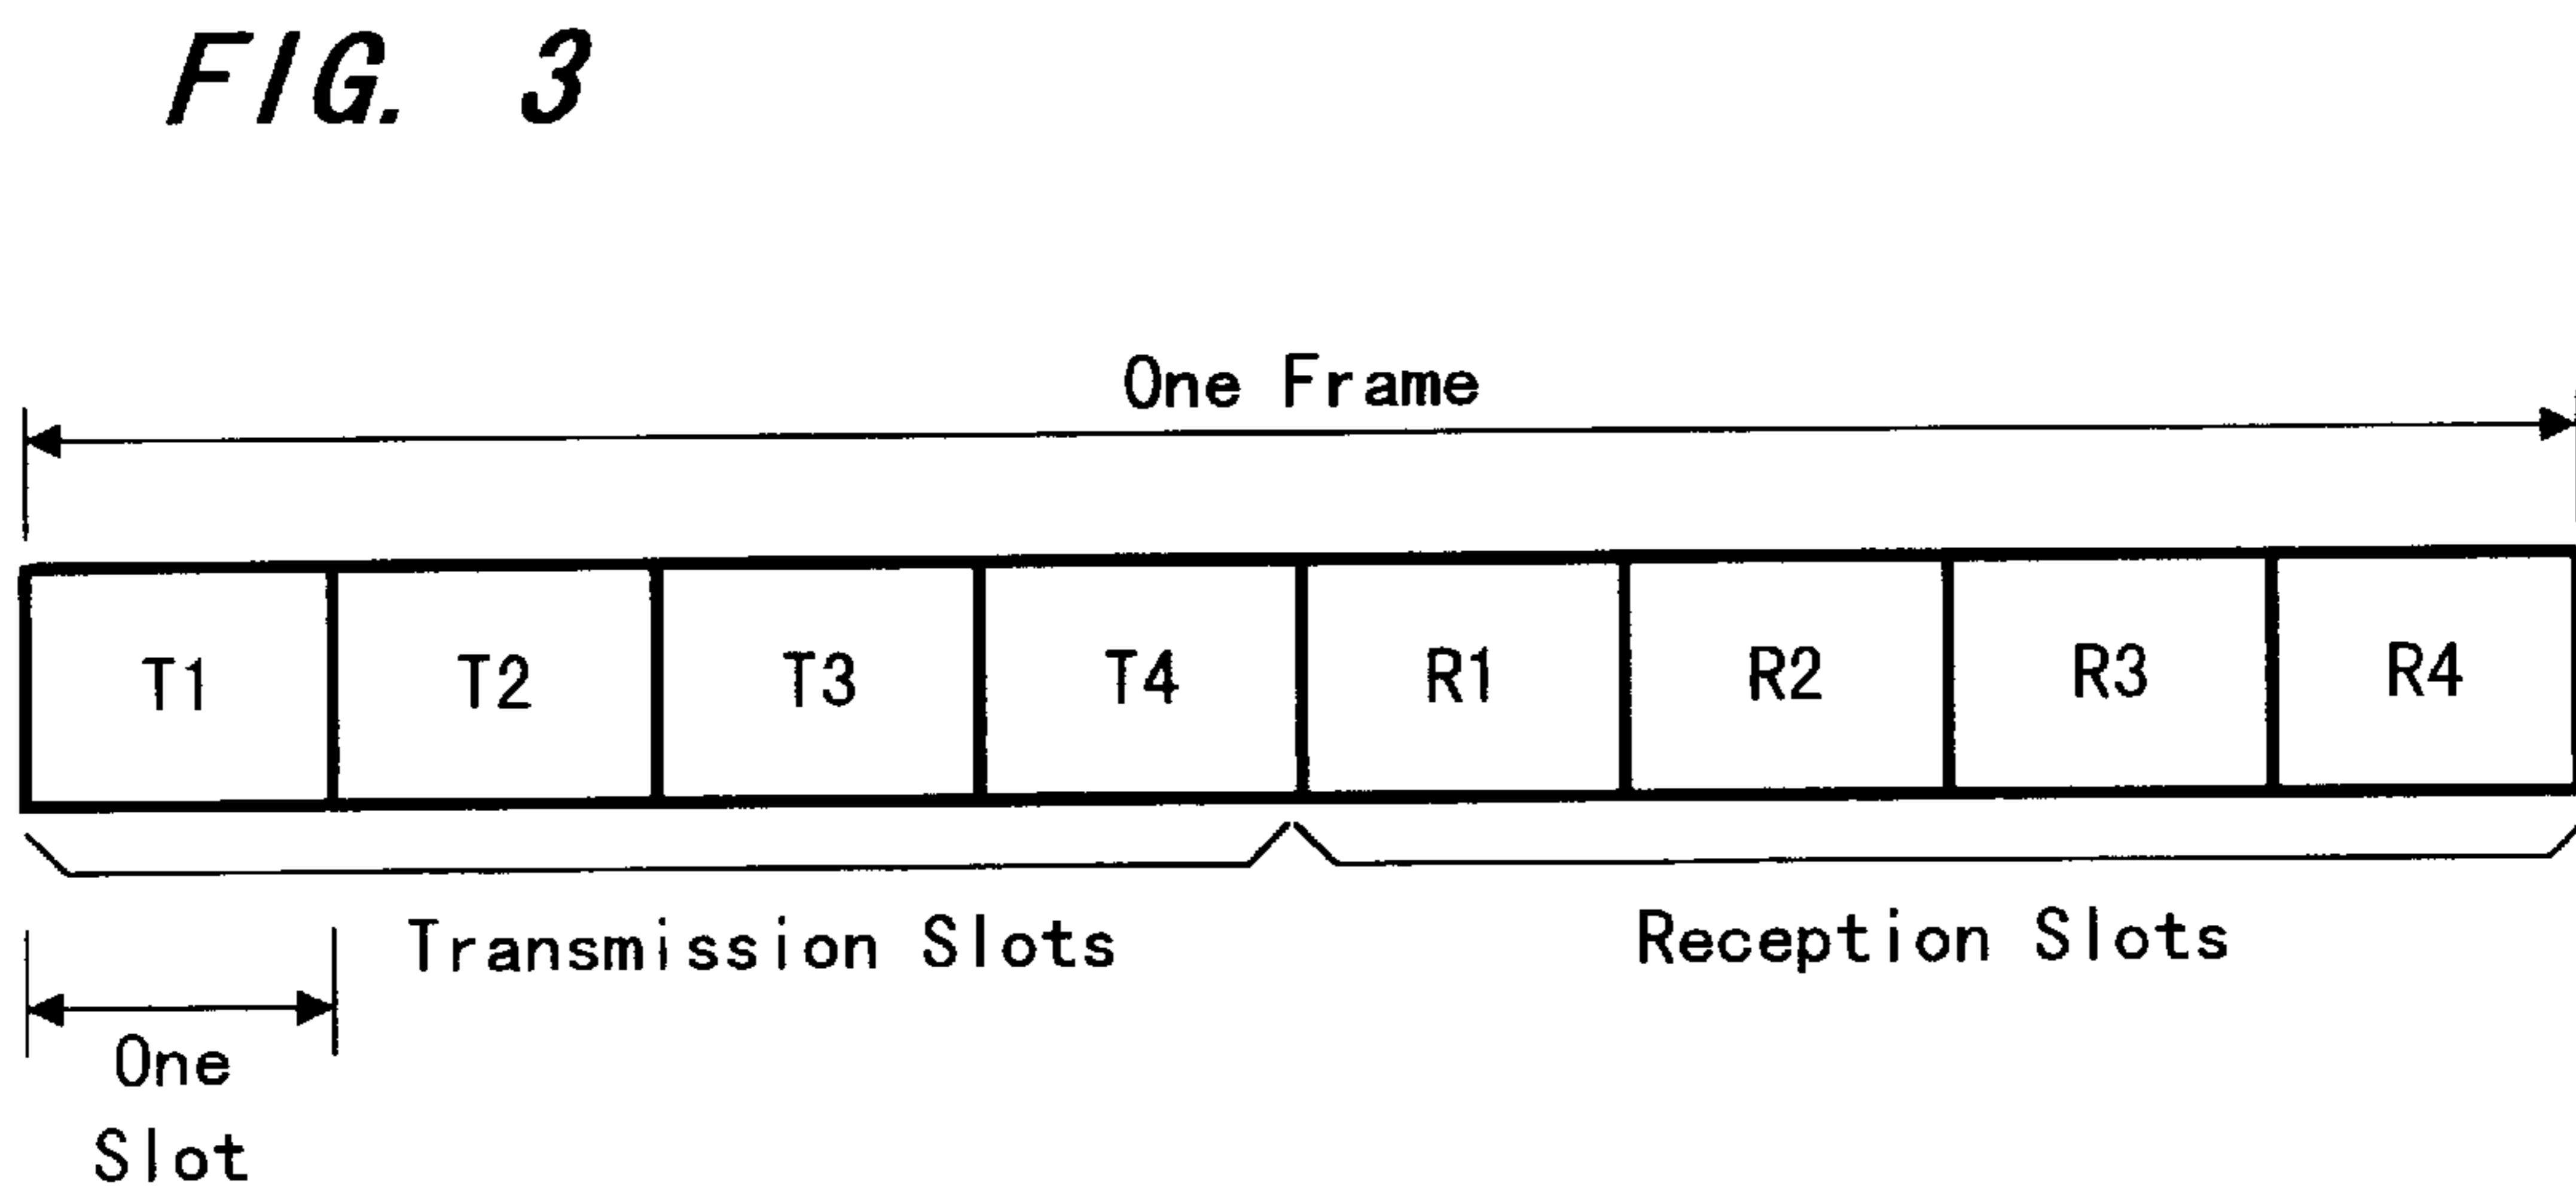 FIG. 3
One Frame
T1 T2 T3 T4 R1 R2 R3 R4
Transmission Slots
Reception Slots
One
Slot